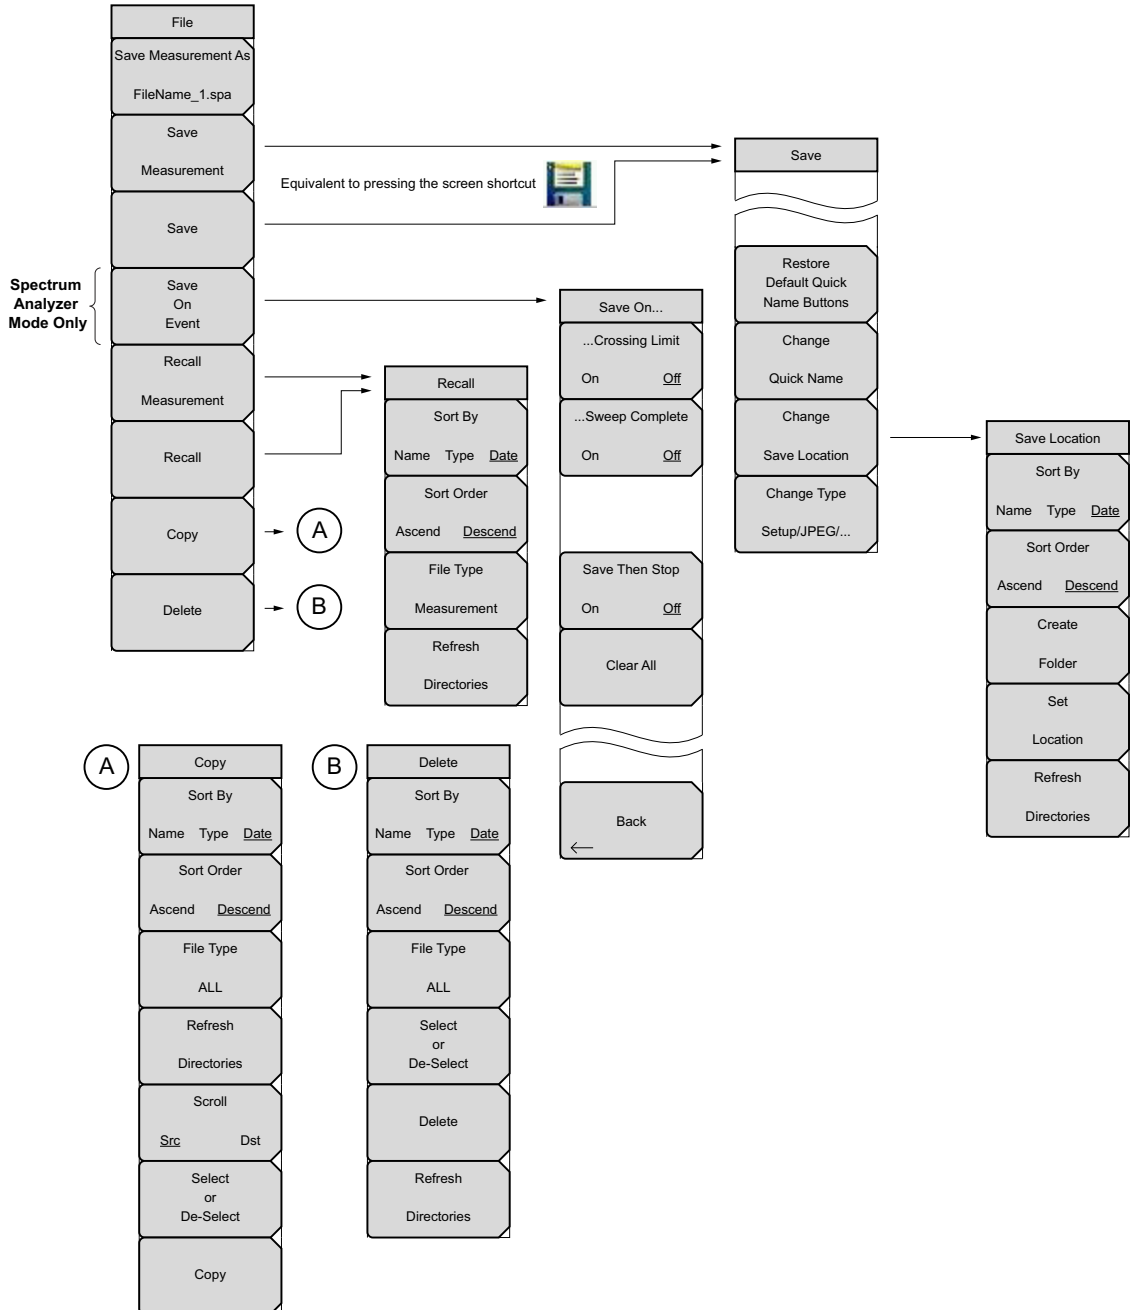 File
Save Measurement As
FileName_1.spa
Save
Measurement
Save
Spectrum
Analyzer
Mode Only
Save
On
Event
Recall
Measurement
Recall
Copy
A
Delete
B
Equivalent to pressing the screen shortcut
Recall
Sort By
Name Type Date
Sort Order
Ascend Descend
File Type
Measurement
Refresh
Directories
Save On...
...Crossing Limit
On Off
...Sweep Complete
On Off
Save Then Stop
On Off
Clear All
Back
Save
Restore
Default Quick
Name Buttons
Change
Quick Name
Change
Save Location
Change Type
Setup/JPEG/...
Save Location
Sort By
Name Type Date
Sort Order
Ascend Descend
Create
Folder
Set
Location
Refresh
Directories
A
Copy
Sort By
Name Type Date
Sort Order
Ascend Descend
File Type
ALL
Refresh
Directories
Scroll
Src Dst
Select
or
De-Select
Copy
B
Delete
Sort By
Name Type Date
Sort Order
Ascend Descend
File Type
ALL
Select
or
De-Select
Delete
Refresh
Directories